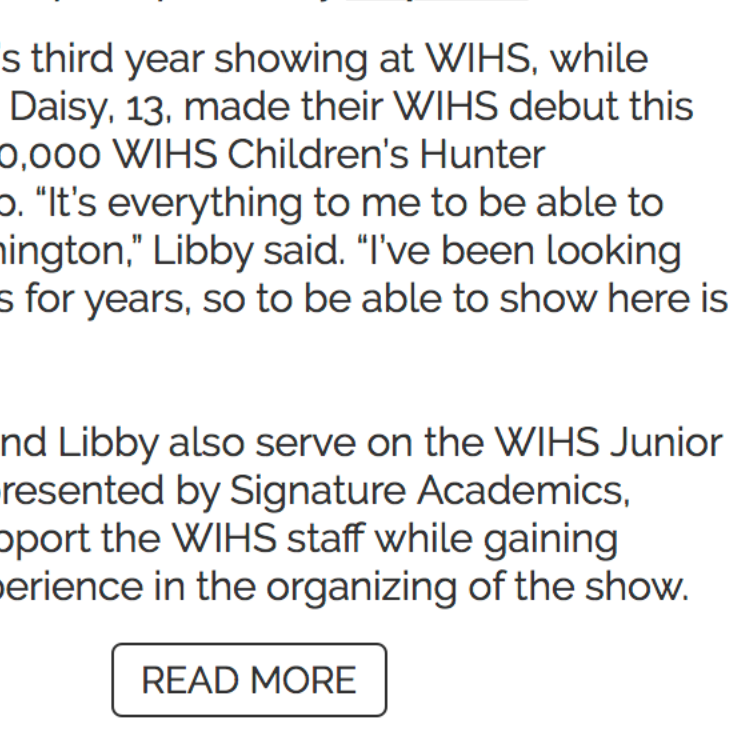 's third year showing at WIHS, while
Daisy, 13, made their WIHS debut this
0,000 WIHS Children's Hunter
p. “It’s everything to me to be able to
ington,” Libby said. “I’ve been looking
s for years, so to be able to show here is
nd Libby also serve on the WIHS Junior
resented by Signature Academics,
pport the WIHS staff while gaining
perience in the organizing of the show.
READ MORE